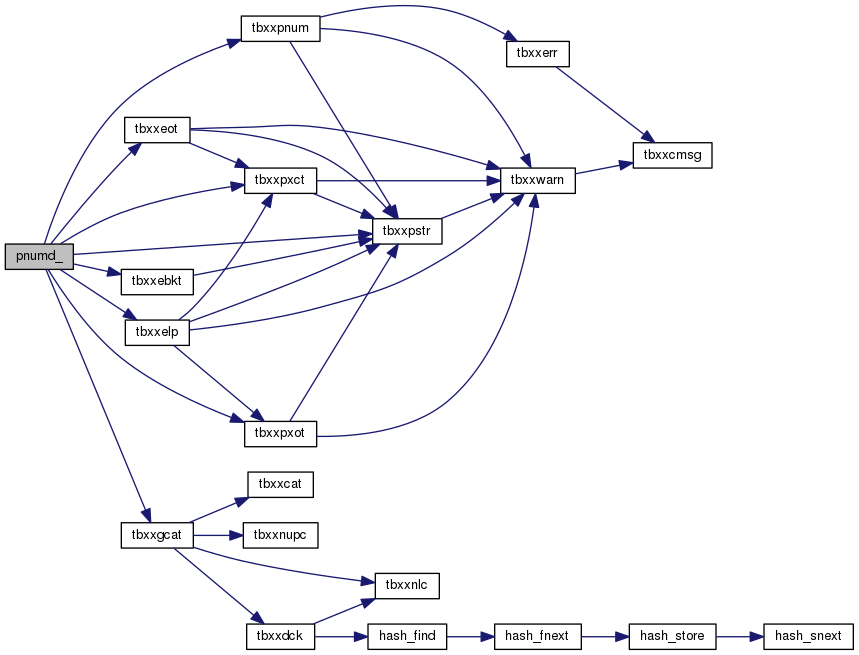 tbxxpnum
tbxxerr
tbxxeot
tbxxcmsg
tbxxpxct
tbxxwarn
tbxxpstr
pnumd_
tbxxebkt
tbxxelp
tbxxpxot
tbxxcat
tbxxgcat
tbxxnupc
tbxxnlc
tbxxdck
hash_find
hash_fnext
hash_store
hash_snext